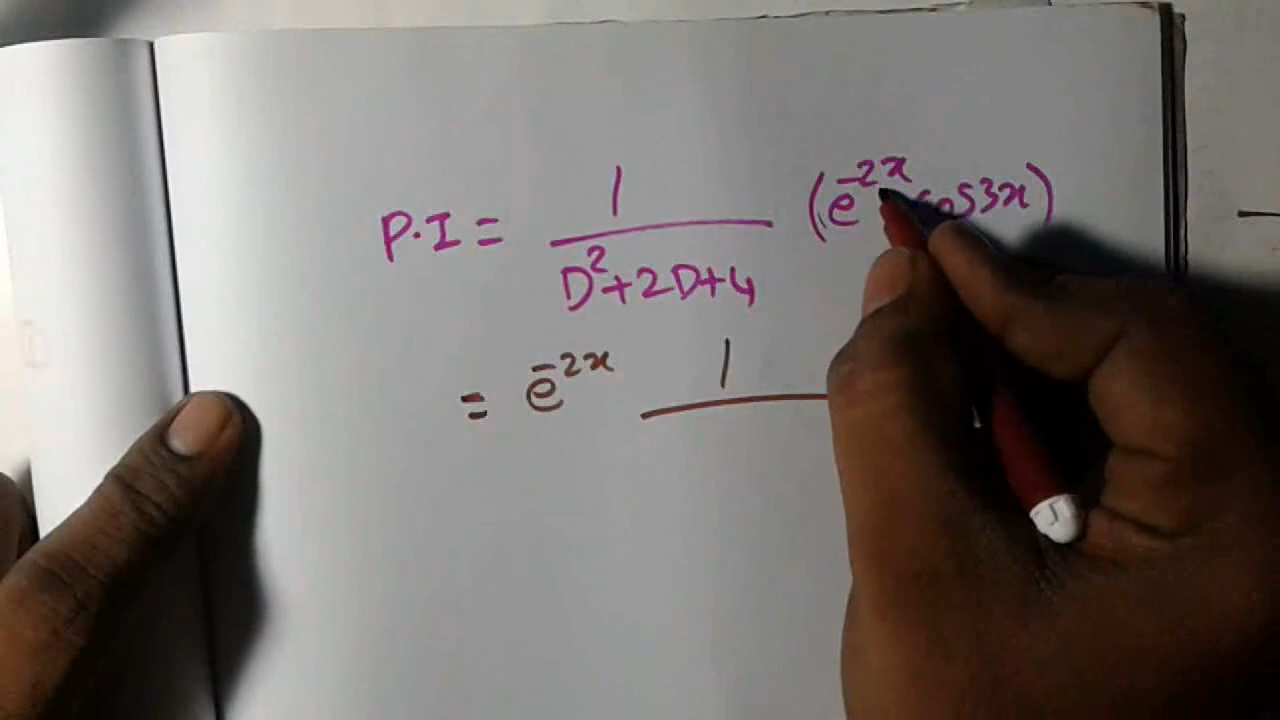 P.I = 1 / D²+2D+4 (e^-2x cos3x)
= e^-2x 1 /